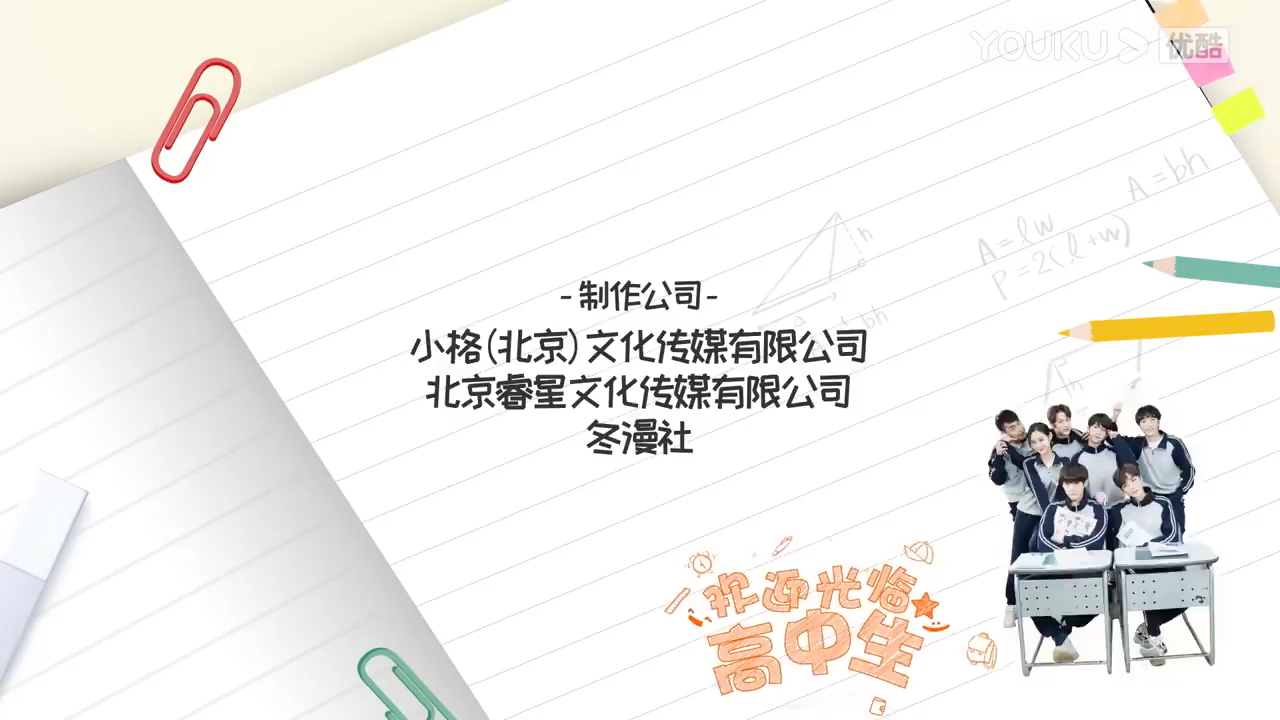 YOUKU 优酷
A=bh
A=lw
P=2(l+w)
h
-制作公司-
小格(北京)文化传媒有限公司
北京睿星文化传媒有限公司
冬漫社
欢迎光临
高中生